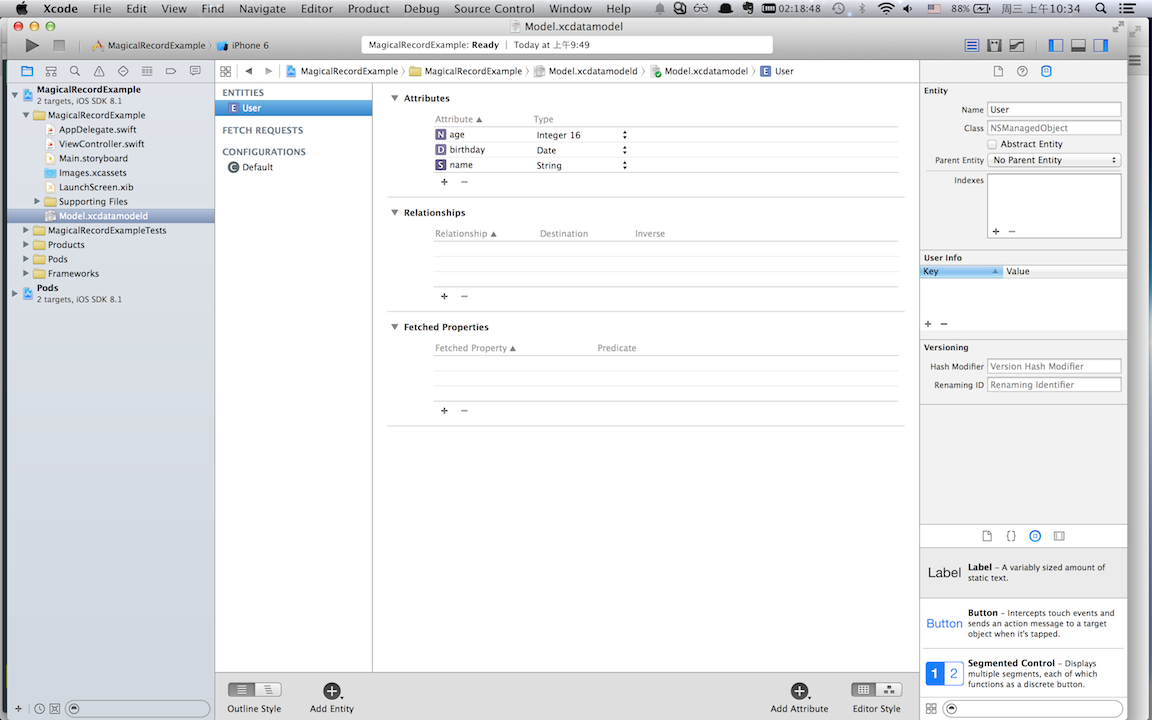 Xcode File Edit View Find Navigate Editor Product Debug Source Control Window Help 02:18:48 88% 周三 上午10:34
Model.xcdatamodel
MagicalRecordExample iPhone 6 MagicalRecordExample: Ready Today at 上午9:49
MagicalRecordExample MagicalRecordExample Model.xcdatamodeld Model.xcdatamodel E User
MagicalRecordExample
2 targets, iOS SDK 8.1
MagicalRecordExample
AppDelegate.swift
ViewController.swift
Main.storyboard
Images.xcassets
LaunchScreen.xib
Supporting Files
Model.xcdatamodeld
MagicalRecordExampleTests
Products
Pods
Frameworks
Pods
2 targets, iOS SDK 8.1
ENTITIES
E User
FETCH REQUESTS
CONFIGURATIONS
C Default
Attributes
Attribute Type
N age Integer 16
D birthday Date
S name String
+ −
Relationships
Relationship Destination Inverse
+ −
Fetched Properties
Fetched Property Predicate
+ −
Outline Style Add Entity Add Attribute Editor Style
Entity
Name User
Class NSManagedObject
Abstract Entity
Parent Entity No Parent Entity
Indexes
+ −
User Info
Key Value
+ −
Versioning
Hash Modifier Version Hash Modifier
Renaming ID Renaming Identifier
{}
Label Label – A variably sized amount of
static text.
Button Button – Intercepts touch events and
sends an action message to a target
object when it's tapped.
1 2 Segmented Control – Displays
multiple segments, each of which
functions as a discrete button.